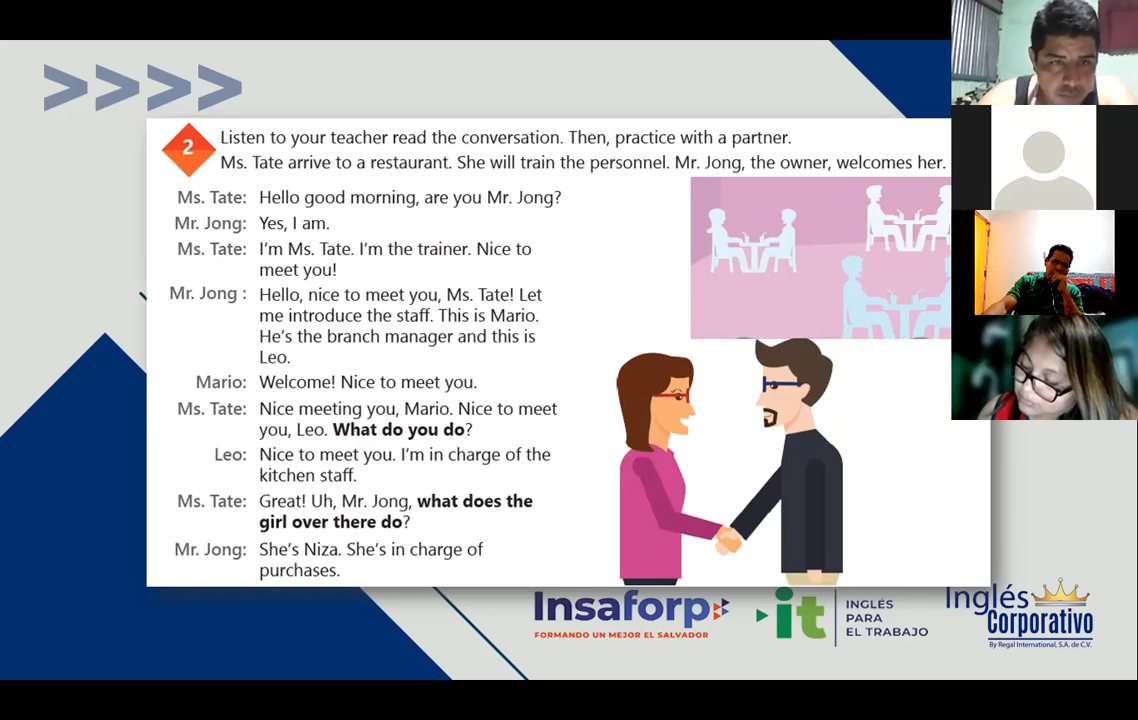 >>>>
2
Listen to your teacher read the conversation. Then, practice with a partner.
Ms. Tate arrive to a restaurant. She will train the personnel. Mr. Jong, the owner, welcomes her.
Ms. Tate: Hello good morning, are you Mr. Jong?
Mr. Jong: Yes, I am.
Ms. Tate: I'm Ms. Tate. I'm the trainer. Nice to
meet you!
Mr. Jong : Hello, nice to meet you, Ms. Tate! Let
me introduce the staff. This is Mario.
He's the branch manager and this is
Leo.
Mario: Welcome! Nice to meet you.
Ms. Tate: Nice meeting you, Mario. Nice to meet
you, Leo. What do you do?
Leo: Nice to meet you. I'm in charge of the
kitchen staff.
Ms. Tate: Great! Uh, Mr. Jong, what does the
girl over there do?
Mr. Jong: She's Niza. She's in charge of
purchases.
Insaforp
FORMANDO UN MEJOR EL SALVADOR
it
INGLÉS
PARA
EL TRABAJO
Inglés
Corporativo
By Regal International, S.A. de C.V.